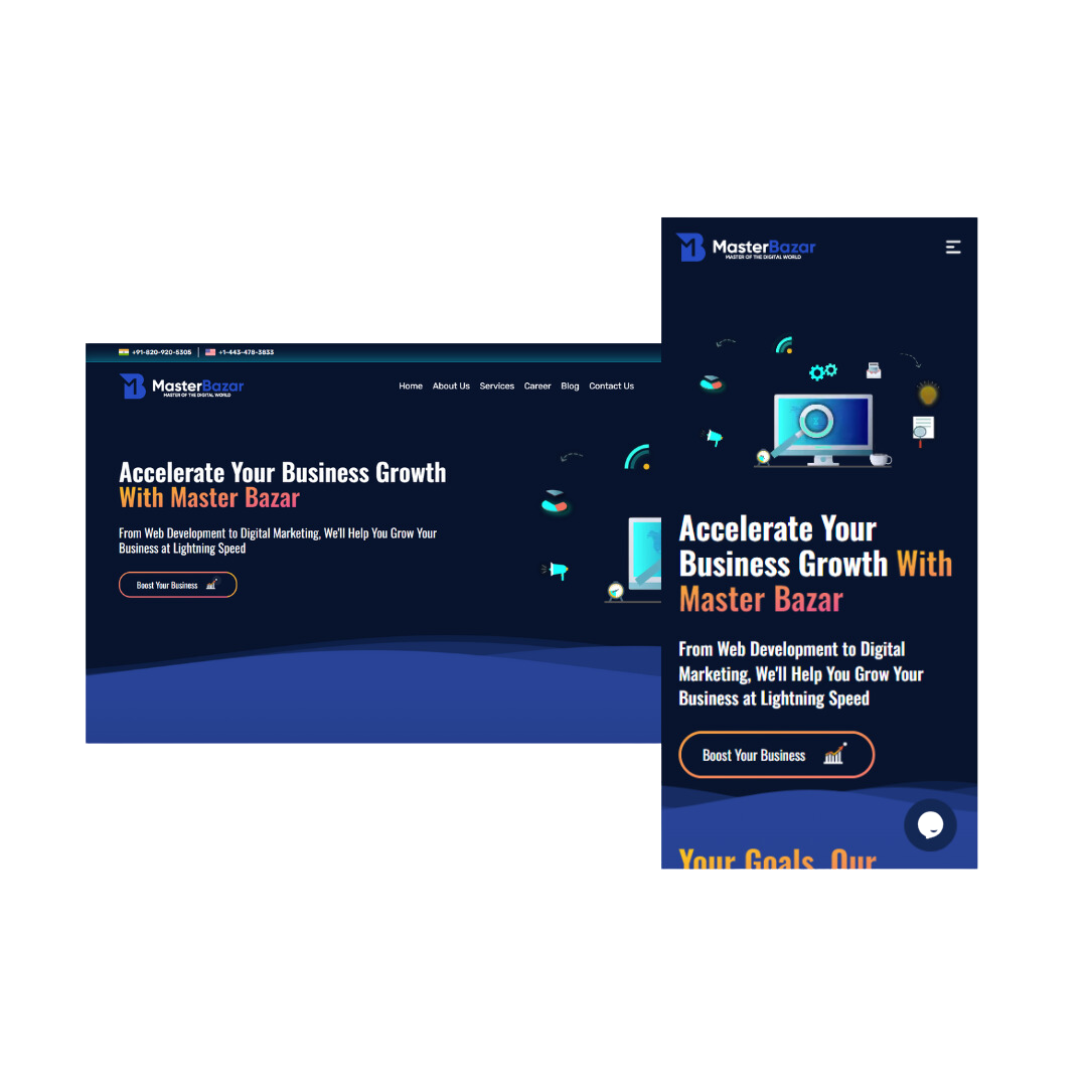 +91-820-920-5305 +1-443-478-3833
MasterBazar
MASTER OF THE DIGITAL WORLD
Home About Us Services Career Blog Contact Us
Accelerate Your Business Growth
With Master Bazar
From Web Development to Digital Marketing, We'll Help You Grow Your
Business at Lightning Speed
Boost Your Business
MasterBazar
MASTER OF THE DIGITAL WORLD
Accelerate Your
Business Growth With
Master Bazar
From Web Development to Digital
Marketing, We'll Help You Grow Your
Business at Lightning Speed
Boost Your Business
Your Goals, Our